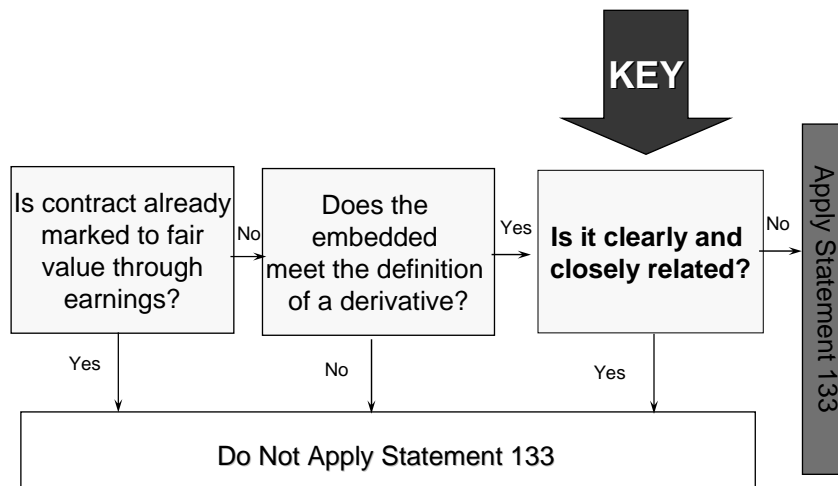 KEY
Is contract already
marked to fair
value through
earnings?
No
Does the
embedded
meet the definition
of a derivative?
Yes
Is it clearly and
closely related?
No
Apply Statement 133
Yes
No
Yes
Do Not Apply Statement 133